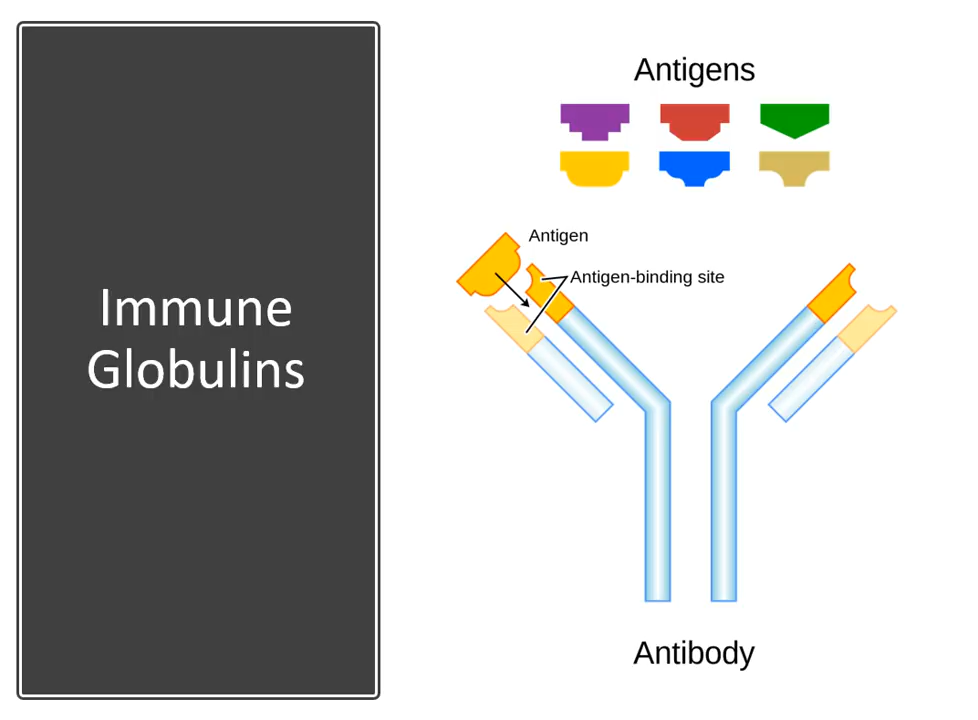 Immune
Globulins
Antigens
Antigen
Antigen-binding site
Antibody